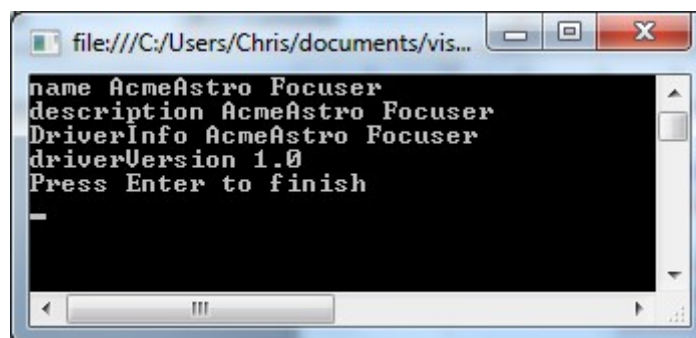 file:///C:/Users/Chris/documents/vis...
name AcmeAstro Focuser
description AcmeAstro Focuser
DriverInfo AcmeAstro Focuser
driverVersion 1.0
Press Enter to finish